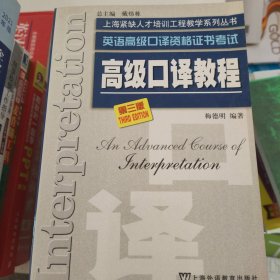 总主编 戴炜栋
上海紧缺人才培训工程教学系列丛书
英语高级口译资格证书考试
高级口译教程
第三版
THIRD EDITION
梅德明 编著
An Advanced Course of
Interpretation
Interpretation
口
译
上海外语教育出版社